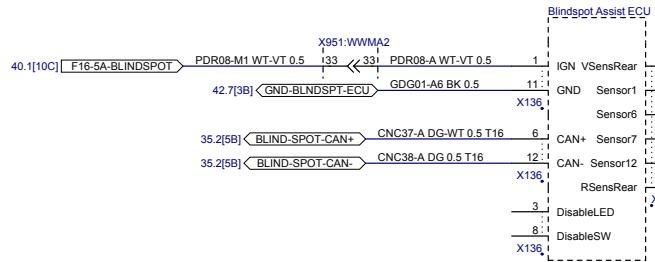 Blindspot Assist ECU
X951:WWMA2
40.1[10C] F16-5A-BLINDSPOT PDR08-M1 WT-VT 0.5 33 33 PDR08-A WT-VT 0.5 1 IGN VSensRear
42.7[3B] GND-BLNDSPT-ECU GDG01-A6 BK 0.5 11 GND Sensor1
X136
Sensor6
35.2[5B] BLIND-SPOT-CAN+ CNC37-A DG-WT 0.5 T16 6 CAN+ Sensor7
35.2[5B] BLIND-SPOT-CAN- CNC38-A DG 0.5 T16 12 CAN- Sensor12
X136
RSensRear
3 DisableLED
8 DisableSW
X136